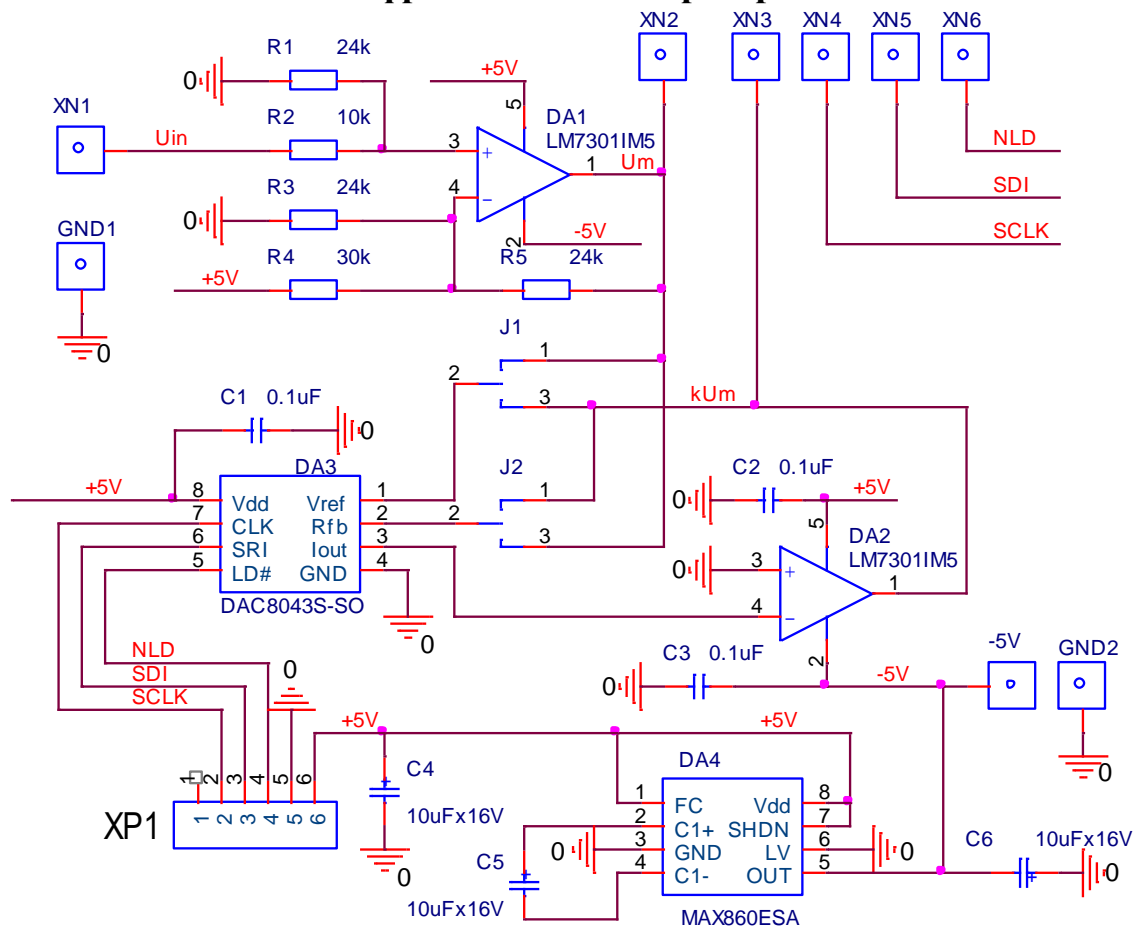 XN2 XN3 XN4 XN5 XN6
R1 24k
0
+5V
XN1
R2 10k
5
DA1
LM7301IM5
NLD
Uin
3
+
1
Um
R3 24k
4
-
SDI
0
GND1
2
-5V
SCLK
R4 30k
R5 24k
+5V
0
J1
1
2
C1 0.1uF
3
kUm
0
DA3
J2
C2 0.1uF
+5V
8 Vdd Vref 1
1
0
+5V
7 CLK Rfb 2
2
5
DA2
6 SRI Iout 3
3
LM7301IM5
5 LD# GND 4
0
3
+
1
DAC8043S-SO
4
-
0
NLD
0
C3 0.1uF
2
-5V
GND2
SDI
0
-5V
SCLK
+5V
+5V
DA4
0
1 2 3 4 5 6
C4
1 FC Vdd 8
XP1
1 2 3 4 5 6
10uFx16V
2 C1+ SHDN 7
C5
0
3 GND LV 6
0
C6
10uFx16V
0
4 C1- OUT 5
0
10uFx16V
MAX860ESA